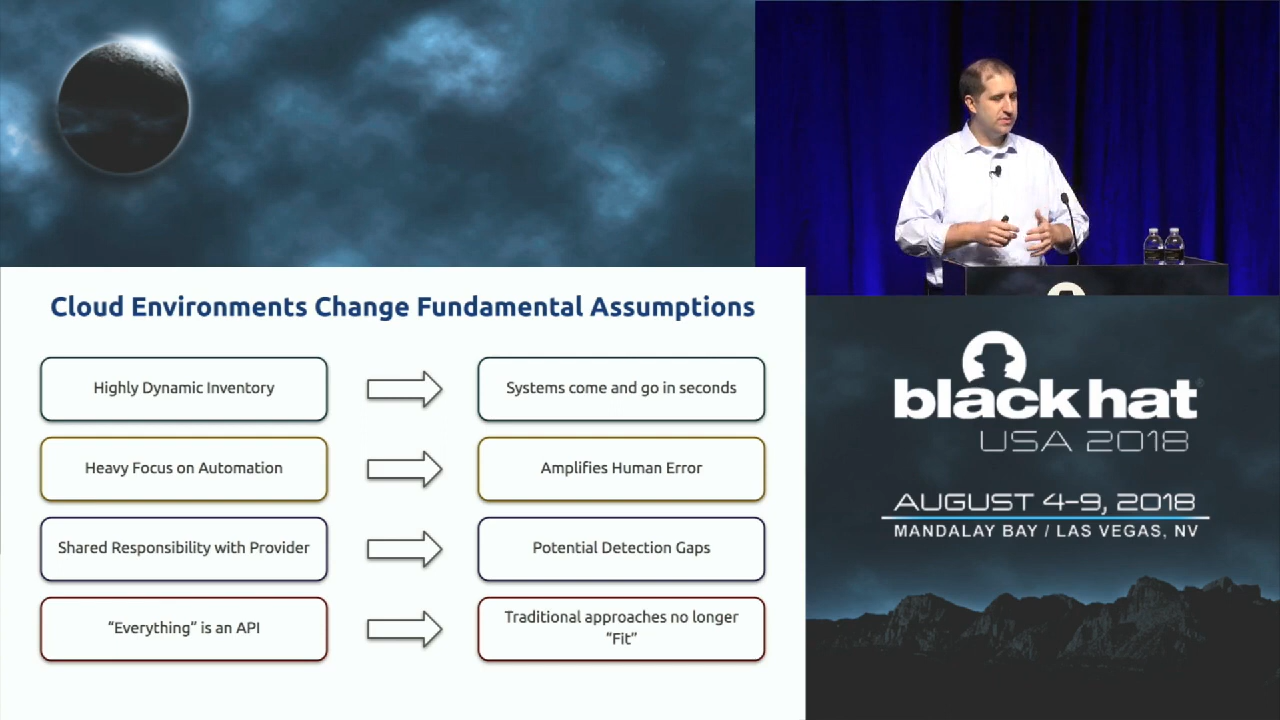 Cloud Environments Change Fundamental Assumptions
Highly Dynamic Inventory
Systems come and go in seconds
Heavy Focus on Automation
Amplifies Human Error
Shared Responsibility with Provider
Potential Detection Gaps
“Everything” is an API
Traditional approaches no longer
“Fit”
black hat
USA 2018
AUGUST 4–9, 2018
MANDALAY BAY / LAS VEGAS, NV